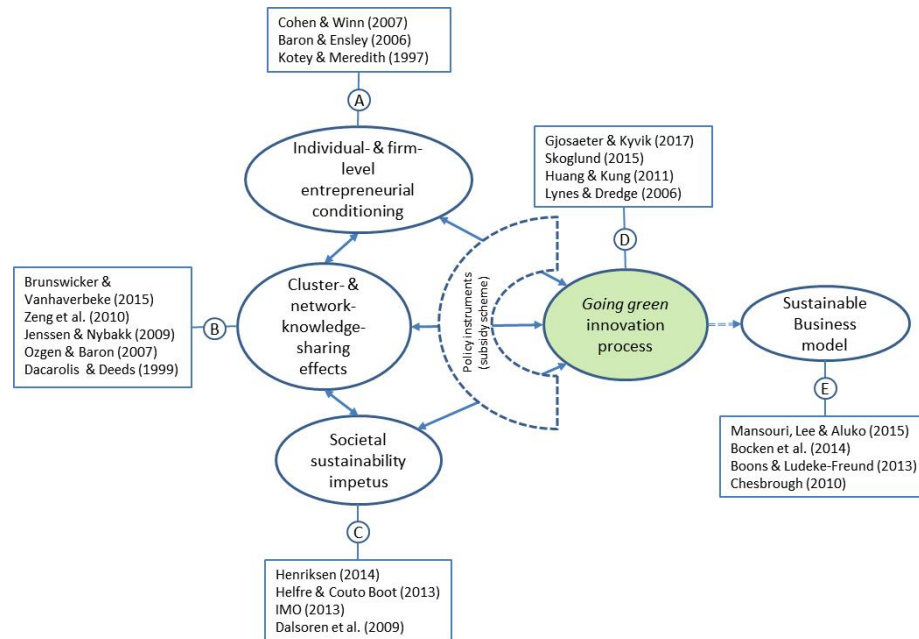 Cohen & Winn (2007)
Baron & Ensley (2006)
Kotey & Meredith (1997)
A
Individual- & firm-
level
entrepreneurial
conditioning
Gjosaeter & Kyvik (2017)
Skoglund (2015)
Huang & Kung (2011)
Lynes & Dredge (2006)
D
Brunswicker &
Vanhaverbeke (2015)
Zeng et al. (2010)
Jenssen & Nybakk (2009)
Ozgen & Baron (2007)
Dacarolis & Deeds (1999)
B
Cluster- &
network-
knowledge-
sharing
effects
Policy instruments
(subsidy scheme)
Going green
innovation
process
Sustainable
Business
model
E
Mansouri, Lee & Aluko (2015)
Bocken et al. (2014)
Boons & Ludeke-Freund (2013)
Chesbrough (2010)
Societal
sustainability
impetus
C
Henriksen (2014)
Helfre & Couto Boot (2013)
IMO (2013)
Dalsoren et al. (2009)